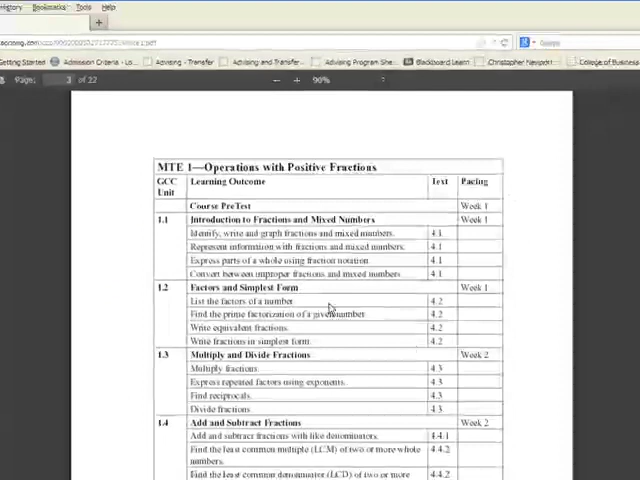 Bookmarks Tools Help
+
Getting Started Admission Criteria - Lo... Advising - Transfer Advising and Transfer... Advising Program She... Blackboard Learn Christopher Newport... College of Business
Page: 3 of 22 − + 90%
MTE 1—Operations with Positive Fractions
GCC Unit Learning Outcome Text Pacing
Course PreTest Week 1
1.1 Introduction to Fractions and Mixed Numbers Week 1
Identify, write and graph fractions and mixed numbers. 4.1
Represent information with fractions and mixed numbers. 4.1
Express parts of a whole using fraction notation 4.1
Convert between improper fractions and mixed numbers 4.1
1.2 Factors and Simplest Form Week 1
List the factors of a number 4.2
Find the prime factorization of a given number 4.2
Write equivalent fractions. 4.2
Write fractions in simplest form. 4.2
1.3 Multiply and Divide Fractions Week 2
Multiply fractions. 4.3
Express repeated factors using exponents. 4.3
Find reciprocals. 4.3
Divide fractions 4.3
1.4 Add and Subtract Fractions Week 2
Add and subtract fractions with like denominators. 4.4.1
Find the least common multiple (LCM) of two or more whole 4.4.2
numbers.
Find the least common denominator (LCD) of two or more 4.4.2